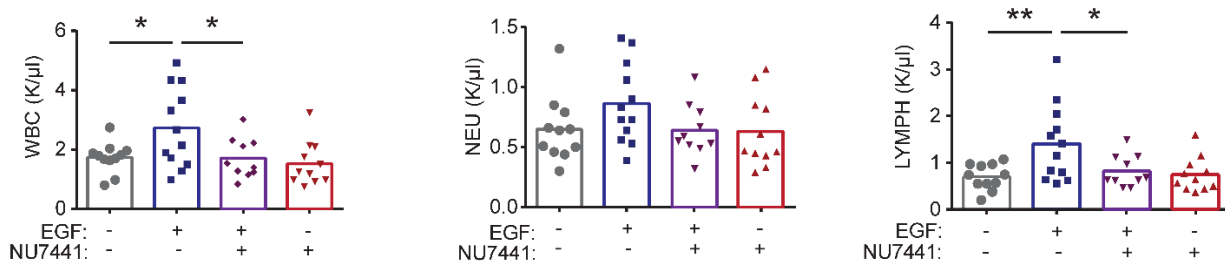 * *
6
4
2
0
WBC (K/µl)
EGF: - + + -
NU7441: - - + +
1.5
1.0
0.5
0.0
NEU (K/µl)
EGF: - + + -
NU7441: - - + +
** *
4
3
2
1
0
LYMPH (K/µl)
EGF: - + + -
NU7441: - - + +